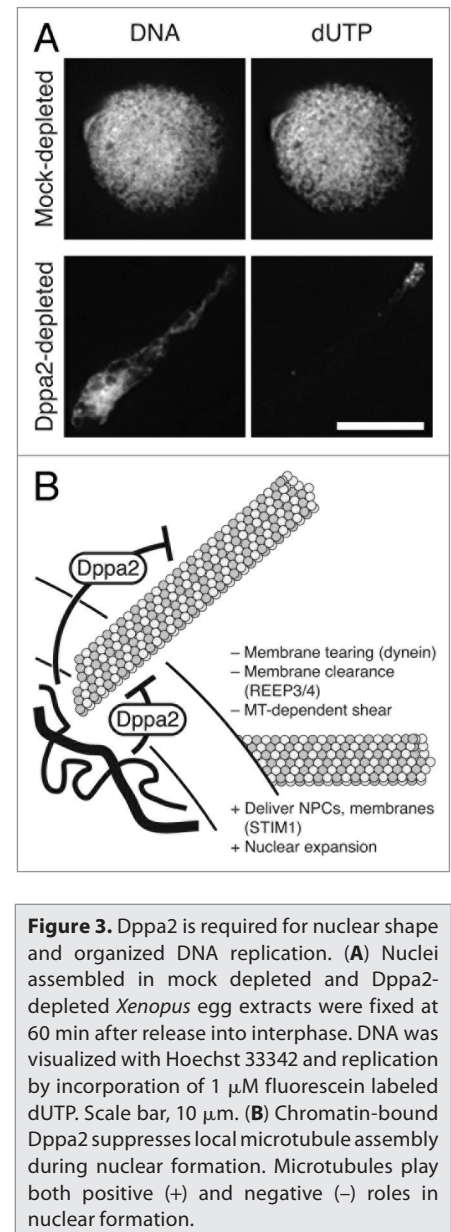 A
DNA
dUTP
Mock-depleted
Dppa2-depleted
B
Dppa2
Dppa2
– Membrane tearing (dynein)
– Membrane clearance
(REEP3/4)
– MT-dependent shear
+ Deliver NPCs, membranes
(STIM1)
+ Nuclear expansion
Figure 3. Dppa2 is required for nuclear shape
and organized DNA replication. (A) Nuclei
assembled in mock depleted and Dppa2-
depleted Xenopus egg extracts were fixed at
60 min after release into interphase. DNA was
visualized with Hoechst 33342 and replication
by incorporation of 1 μM fluorescein labeled
dUTP. Scale bar, 10 μm. (B) Chromatin-bound
Dppa2 suppresses local microtubule assembly
during nuclear formation. Microtubules play
both positive (+) and negative (–) roles in
nuclear formation.